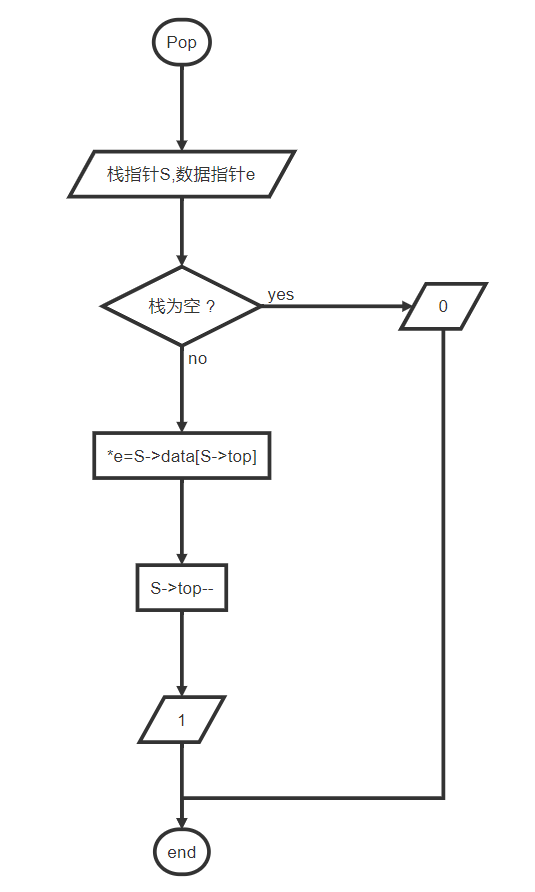 Pop
栈指针S,数据指针e
栈为空 ?
yes
0
no
*e=S->data[S->top]
S->top--
1
end